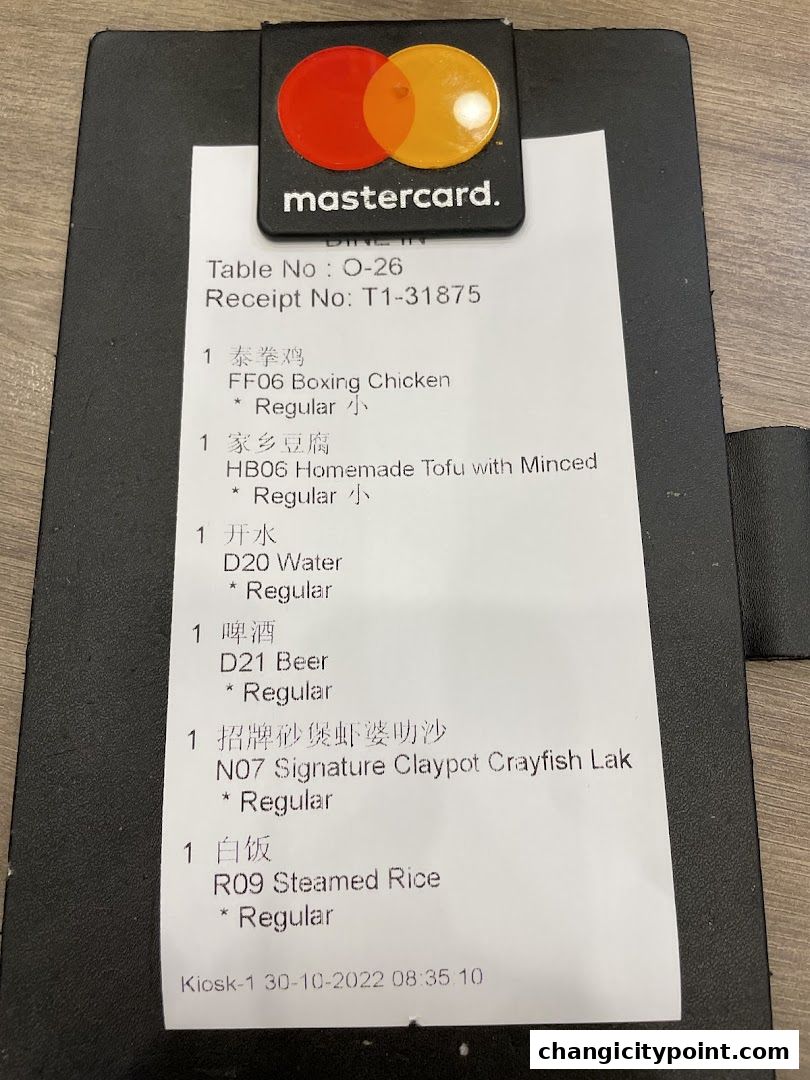 mastercard.
DINE IN
Table No : O-26
Receipt No: T1-31875
1 泰拳鸡
FF06 Boxing Chicken
* Regular 小
1 家乡豆腐
HB06 Homemade Tofu with Minced
* Regular 小
1 开水
D20 Water
* Regular
1 啤酒
D21 Beer
* Regular
1 招牌砂煲虾婆叻沙
N07 Signature Claypot Crayfish Lak
* Regular
1 白饭
R09 Steamed Rice
* Regular
Kiosk-1 30-10-2022 08:35:10
changicitypoint.com